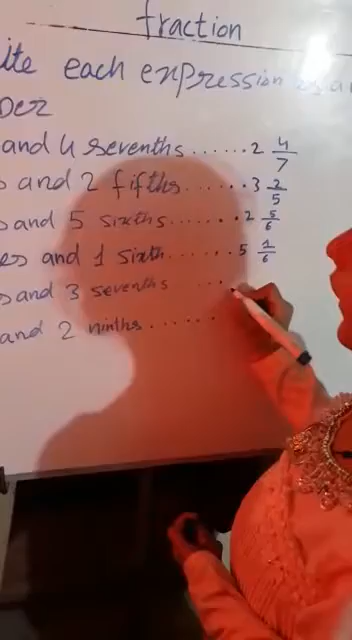 fraction
ite each expression as a
ber
and 4 sevenths ...... 2 4/7
s and 2 fifths ...... 3 2/5
s and 5 sixths ....... 2 5/6
es and 1 sixth ....... 5 1/6
s and 3 sevenths ....
and 2 ninths ......